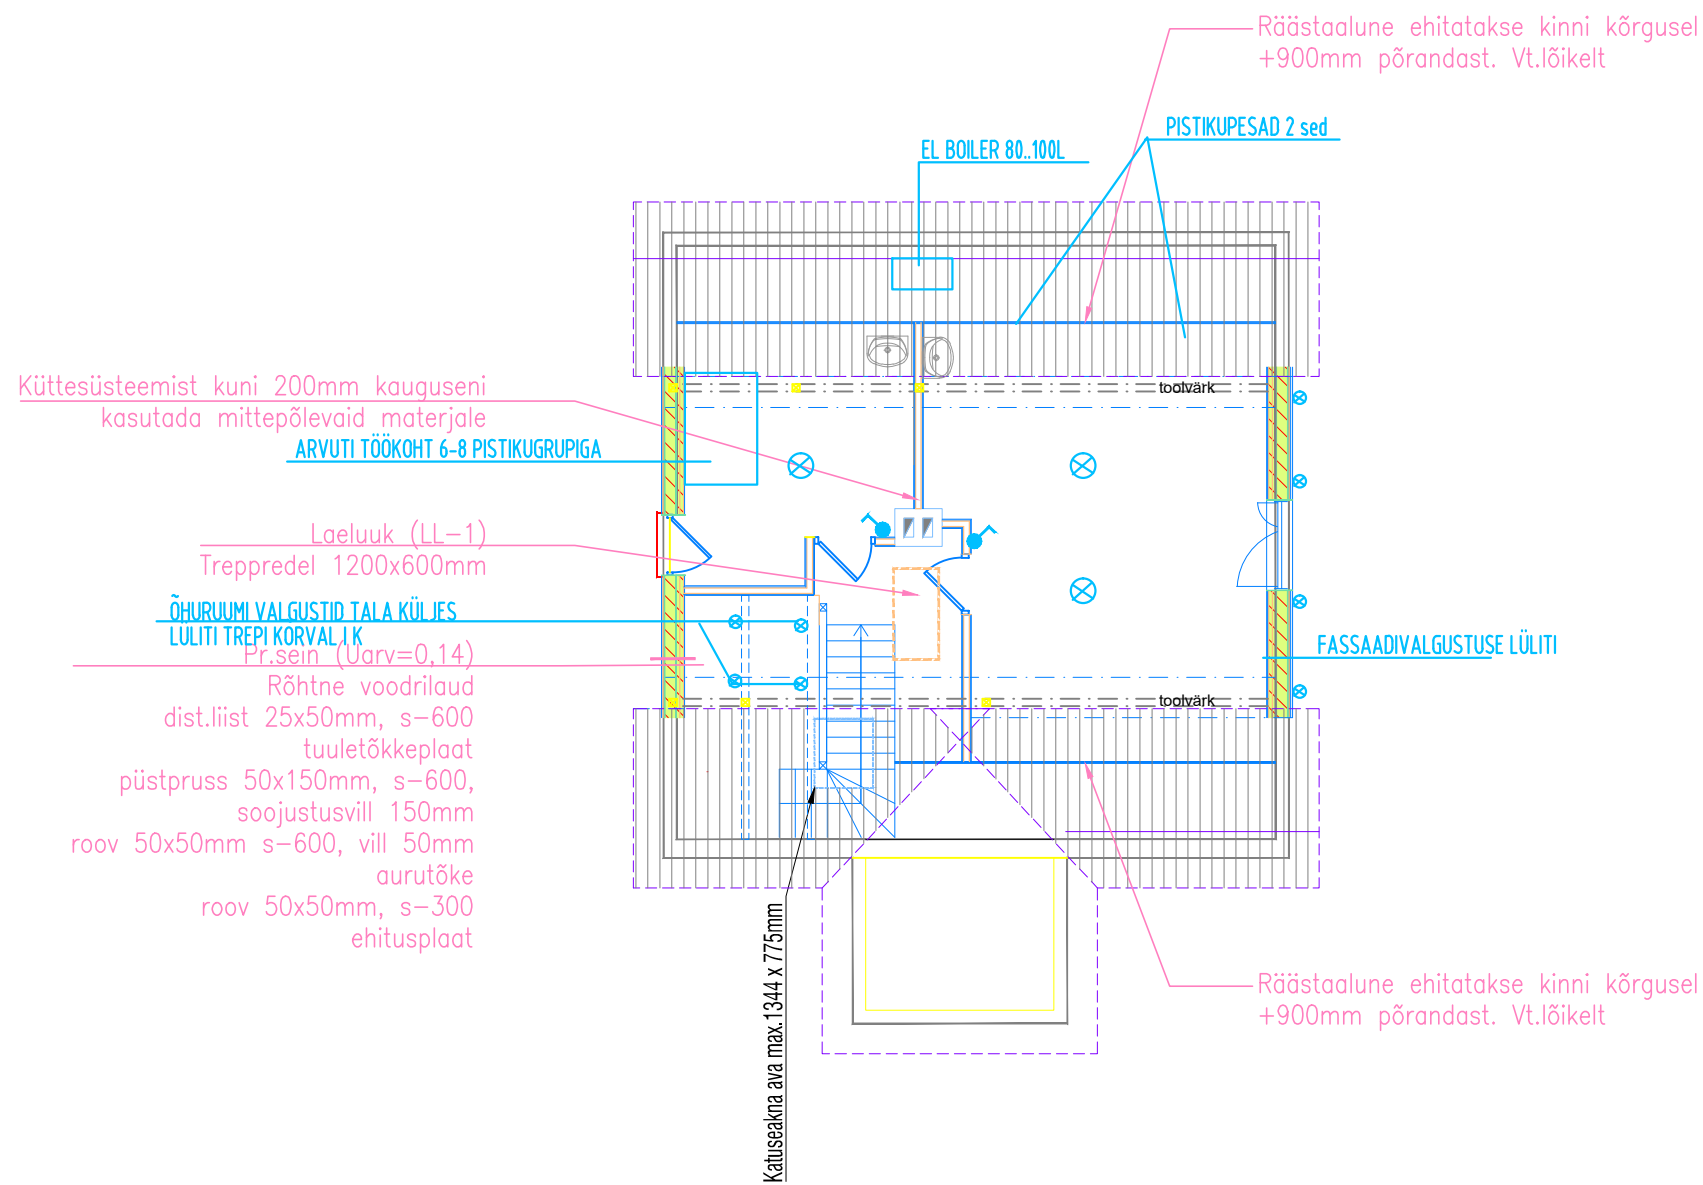 Räästaalune ehitatakse kinni kõrgusel
+900mm põrandast. Vt.lõikelt
PISTIKUPESAD 2 sed
EL BOILER 80..100L
toolvärk
Küttesüsteemist kuni 200mm kauguseni
kasutada mittepõlevaid materjale
ARVUTI TÖÖKOHT 6-8 PISTIKUGRUPIGA
Laeluuk (LL-1)
Treppredel 1200x600mm
ÕHURUUMI VALGUSTID TALA KÜLJES
LÜLITI TREPI KORVAL I K
FASSAADIVALGUSTUSE LÜLITI
Pr.sein (Uarv=0,14)
Rõhtne voodrilaud
dist.liist 25x50mm, s-600
tuuletõkkeplaat
püstpruss 50x150mm, s-600,
soojustusvill 150mm
roov 50x50mm s-600, vill 50mm
aurutõke
roov 50x50mm, s-300
ehitusplaat
toolvärk
Katuseakna ava max.1344 x 775mm
Räästaalune ehitatakse kinni kõrgusel
+900mm põrandast. Vt.lõikelt